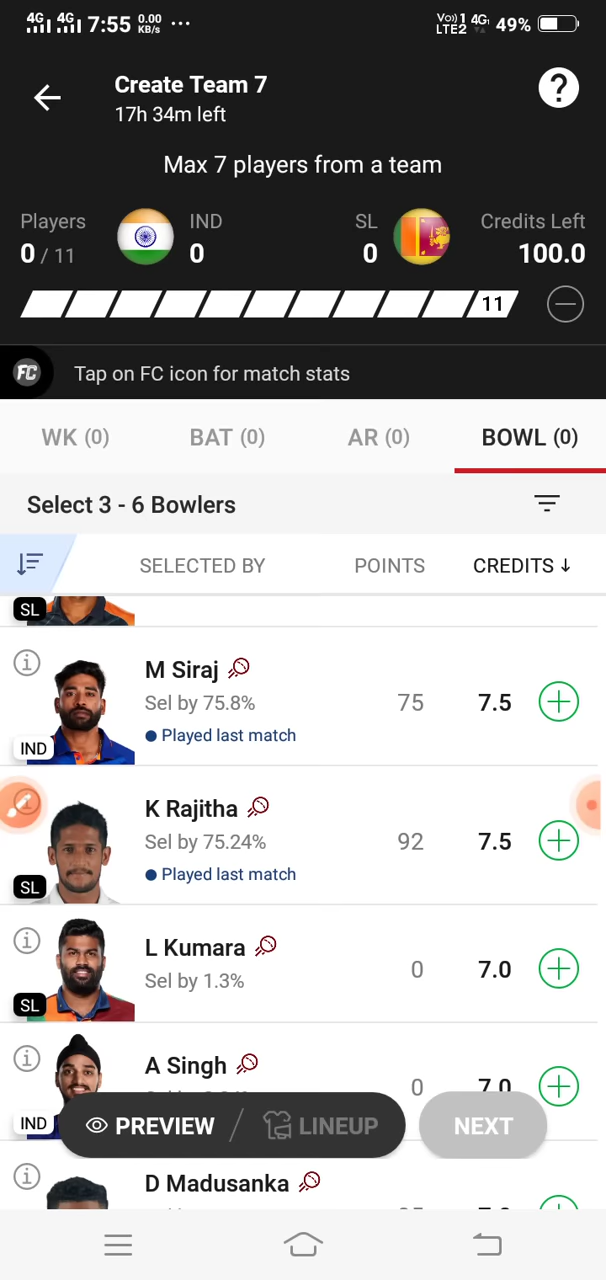 4G 4G 7:55 0.00 KB/s ... Vo) 1 LTE2 4G 49%
Create Team 7
17h 34m left
?
Max 7 players from a team
Players IND SL Credits Left
0 / 11 0 0 100.0
11
FC Tap on FC icon for match stats
WK (0) BAT (0) AR (0) BOWL (0)
Select 3 - 6 Bowlers
SELECTED BY POINTS CREDITS ↓
SL
M Siraj
Sel by 75.8% 75 7.5
Played last match
IND
K Rajitha
Sel by 75.24% 92 7.5
Played last match
SL
L Kumara
Sel by 1.3% 0 7.0
SL
A Singh
0 7.0
IND
PREVIEW / LINEUP NEXT
D Madusanka